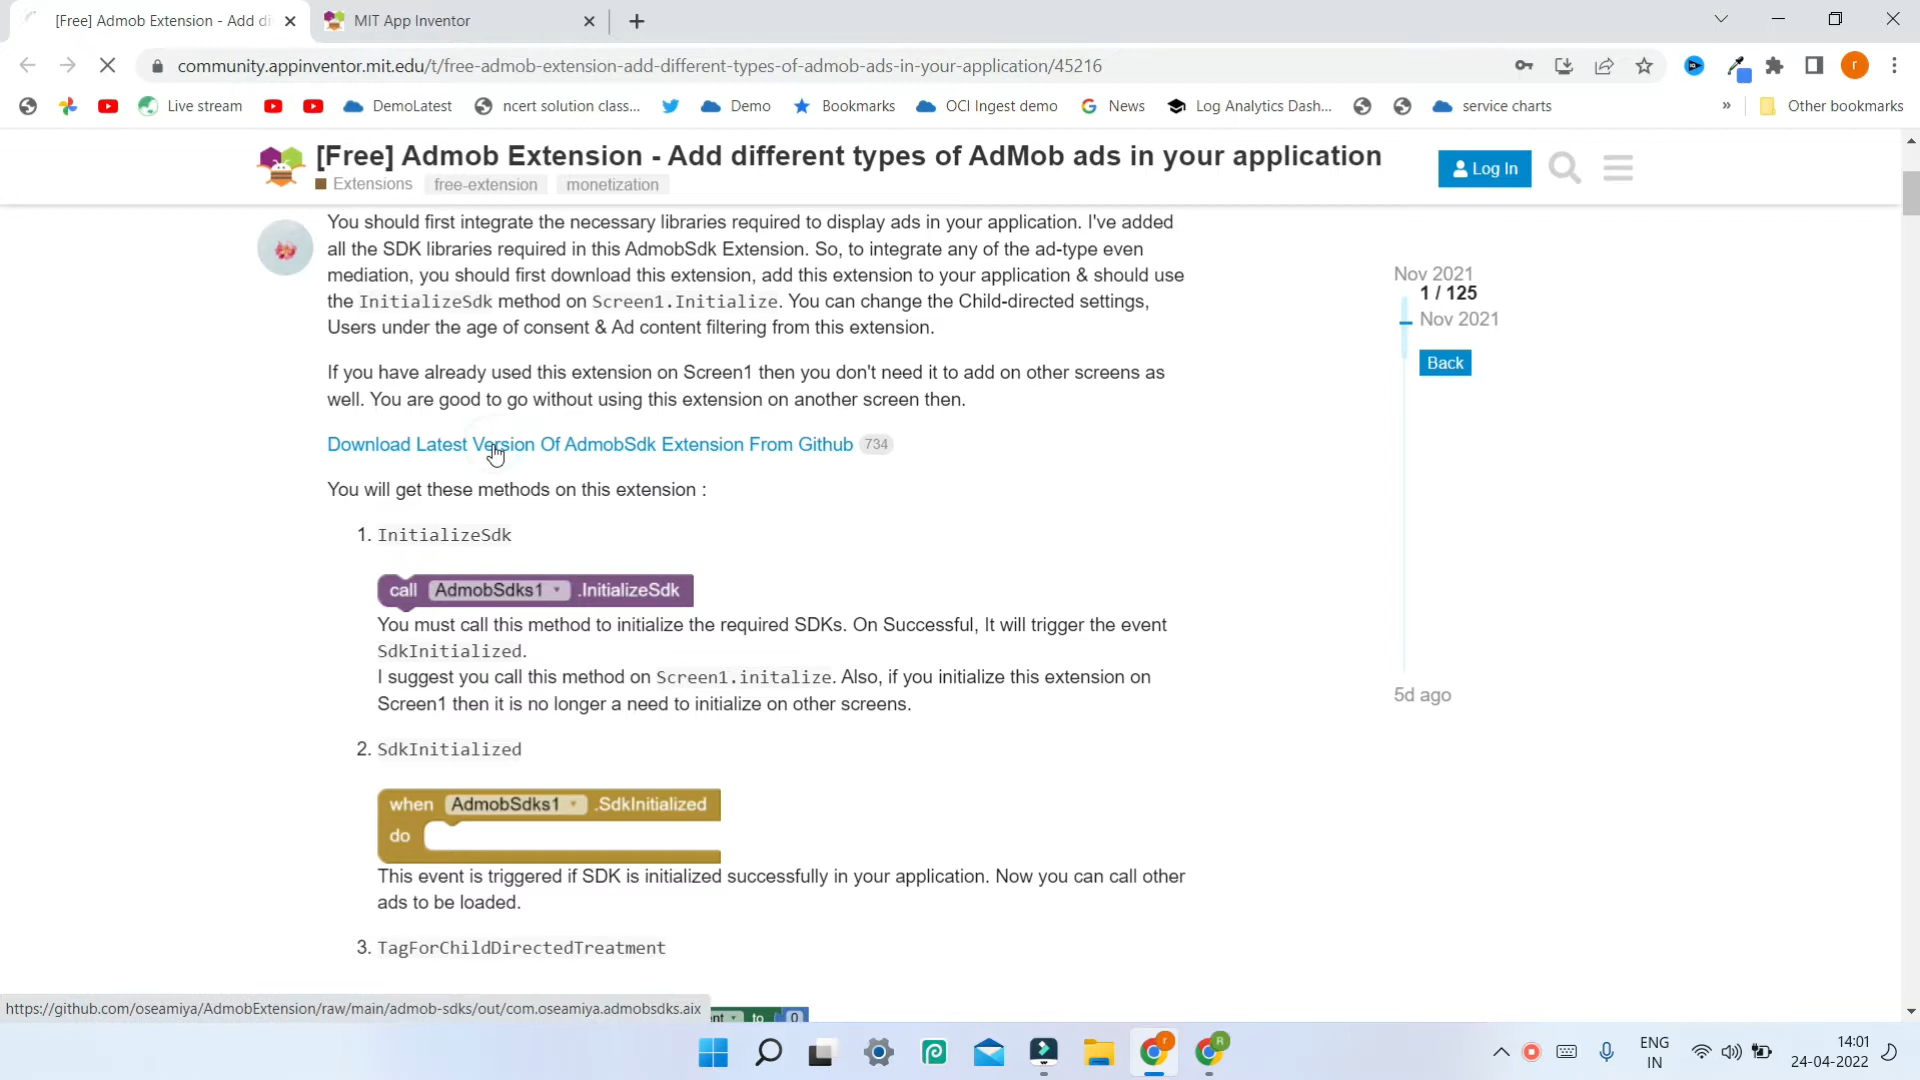 [Free] Admob Extension - Add di
MIT App Inventor
community.appinventor.mit.edu/t/free-admob-extension-add-different-types-of-admob-ads-in-your-application/45216
r
Live stream
DemoLatest
ncert solution class...
Demo
Bookmarks
OCI Ingest demo
News
Log Analytics Dash...
service charts
»
Other bookmarks
[Free] Admob Extension - Add different types of AdMob ads in your application
Extensions free-extension monetization
Log In
You should first integrate the necessary libraries required to display ads in your application. I've added
all the SDK libraries required in this AdmobSdk Extension. So, to integrate any of the ad-type even
mediation, you should first download this extension, add this extension to your application & should use
the InitializeSdk method on Screen1.Initialize. You can change the Child-directed settings,
Users under the age of consent & Ad content filtering from this extension.
If you have already used this extension on Screen1 then you don't need it to add on other screens as
well. You are good to go without using this extension on another screen then.
Download Latest Version Of AdmobSdk Extension From Github 734
You will get these methods on this extension :
1. InitializeSdk
call AdmobSdks1 .InitializeSdk
You must call this method to initialize the required SDKs. On Successful, It will trigger the event
SdkInitialized.
I suggest you call this method on Screen1.initalize. Also, if you initialize this extension on
Screen1 then it is no longer a need to initialize on other screens.
2. SdkInitialized
when AdmobSdks1 .SdkInitialized
do
This event is triggered if SDK is initialized successfully in your application. Now you can call other
ads to be loaded.
3. TagForChildDirectedTreatment
Nov 2021
1 / 125
Nov 2021
Back
5d ago
https://github.com/oseamiya/AdmobExtension/raw/main/admob-sdks/out/com.oseamiya.admobsdks.aix
to 0
r
R
ENG
IN
14:01
24-04-2022